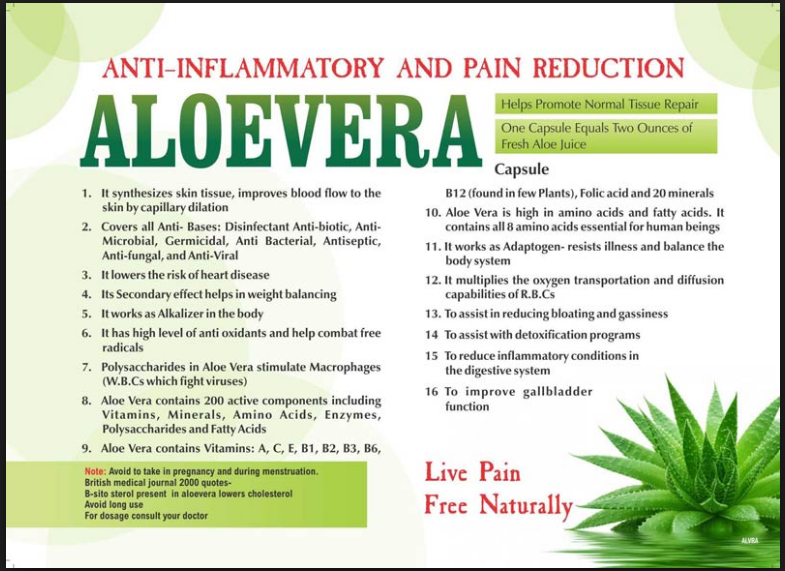 ANTI-INFLAMMATORY AND PAIN REDUCTION
ALOEVERA
Helps Promote Normal Tissue Repair
One Capsule Equals Two Ounces of
Fresh Aloe Juice
Capsule
1. It synthesizes skin tissue, improves blood flow to the
skin by capillary dilation
2. Covers all Anti- Bases: Disinfectant Anti-biotic, Anti-
Microbial, Germicidal, Anti Bacterial, Antiseptic,
Anti-fungal, and Anti-Viral
3. It lowers the risk of heart disease
4. Its Secondary effect helps in weight balancing
5. It works as Alkalizer in the body
6. It has high level of anti oxidants and help combat free
radicals
7. Polysaccharides in Aloe Vera stimulate Macrophages
(W.B.Cs which fight viruses)
8. Aloe Vera contains 200 active components including
Vitamins, Minerals, Amino Acids, Enzymes,
Polysaccharides and Fatty Acids
9. Aloe Vera contains Vitamins: A, C, E, B1, B2, B3, B6,
B12 (found in few Plants), Folic acid and 20 minerals
10. Aloe Vera is high in amino acids and fatty acids. It
contains all 8 amino acids essential for human beings
11. It works as Adaptogen- resists illness and balance the
body system
12. It multiplies the oxygen transportation and diffusion
capabilities of R.B.Cs
13. To assist in reducing bloating and gassiness
14 To assist with detoxification programs
15 To reduce inflammatory conditions in
the digestive system
16 To improve gallbladder
function
Note: Avoid to take in pregnancy and during menstruation.
British medical journal 2000 quotes-
B-sito sterol present in aloevera lowers cholesterol
Avoid long use
For dosage consult your doctor
Live Pain
Free Naturally
ALVRA